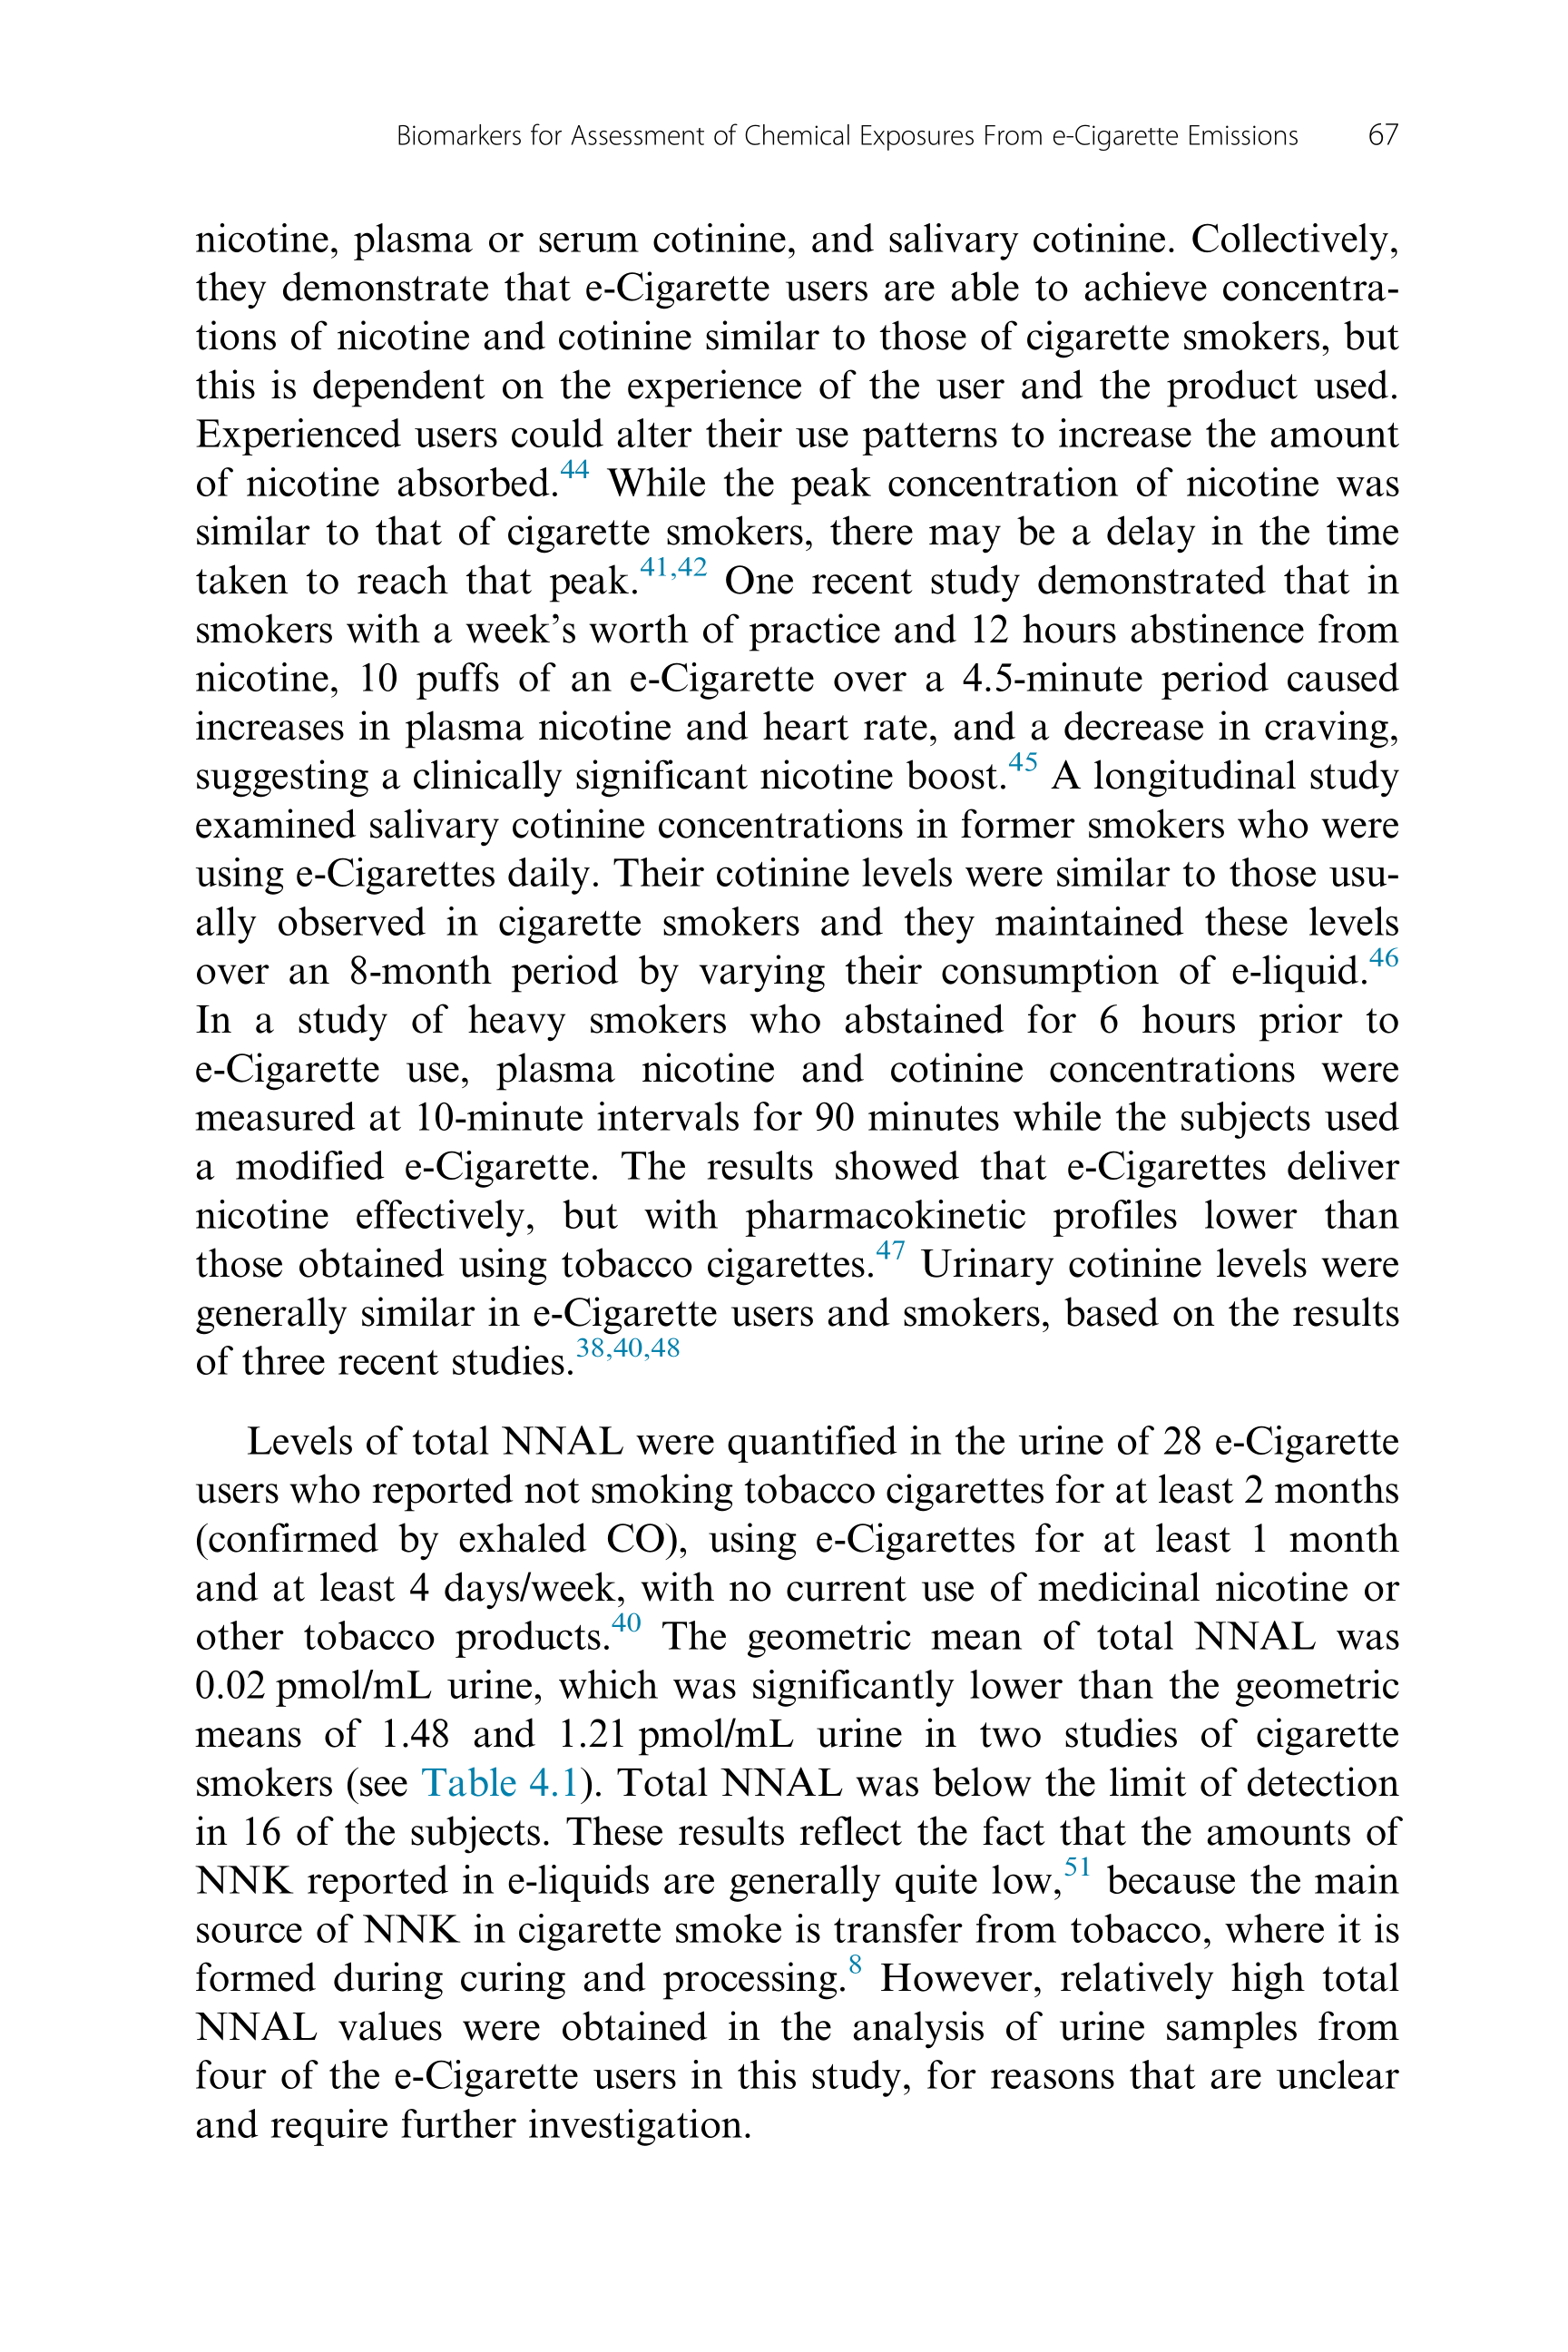 Biomarkers for Assessment of Chemical Exposures From e-Cigarette Emissions 67
nicotine, plasma or serum cotinine, and salivary cotinine. Collectively,
they demonstrate that e-Cigarette users are able to achieve concentra-
tions of nicotine and cotinine similar to those of cigarette smokers, but
this is dependent on the experience of the user and the product used.
Experienced users could alter their use patterns to increase the amount
of nicotine absorbed.44 While the peak concentration of nicotine was
similar to that of cigarette smokers, there may be a delay in the time
taken to reach that peak.41,42 One recent study demonstrated that in
smokers with a week’s worth of practice and 12 hours abstinence from
nicotine, 10 puffs of an e-Cigarette over a 4.5-minute period caused
increases in plasma nicotine and heart rate, and a decrease in craving,
suggesting a clinically significant nicotine boost.45 A longitudinal study
examined salivary cotinine concentrations in former smokers who were
using e-Cigarettes daily. Their cotinine levels were similar to those usu-
ally observed in cigarette smokers and they maintained these levels
over an 8-month period by varying their consumption of e-liquid.46
In a study of heavy smokers who abstained for 6 hours prior to
e-Cigarette use, plasma nicotine and cotinine concentrations were
measured at 10-minute intervals for 90 minutes while the subjects used
a modified e-Cigarette. The results showed that e-Cigarettes deliver
nicotine effectively, but with pharmacokinetic profiles lower than
those obtained using tobacco cigarettes.47 Urinary cotinine levels were
generally similar in e-Cigarette users and smokers, based on the results
of three recent studies.38,40,48
Levels of total NNAL were quantified in the urine of 28 e-Cigarette
users who reported not smoking tobacco cigarettes for at least 2 months
(confirmed by exhaled CO), using e-Cigarettes for at least 1 month
and at least 4 days/week, with no current use of medicinal nicotine or
other tobacco products.40 The geometric mean of total NNAL was
0.02 pmol/mL urine, which was significantly lower than the geometric
means of 1.48 and 1.21 pmol/mL urine in two studies of cigarette
smokers (see Table 4.1). Total NNAL was below the limit of detection
in 16 of the subjects. These results reflect the fact that the amounts of
NNK reported in e-liquids are generally quite low,51 because the main
source of NNK in cigarette smoke is transfer from tobacco, where it is
formed during curing and processing.8 However, relatively high total
NNAL values were obtained in the analysis of urine samples from
four of the e-Cigarette users in this study, for reasons that are unclear
and require further investigation.